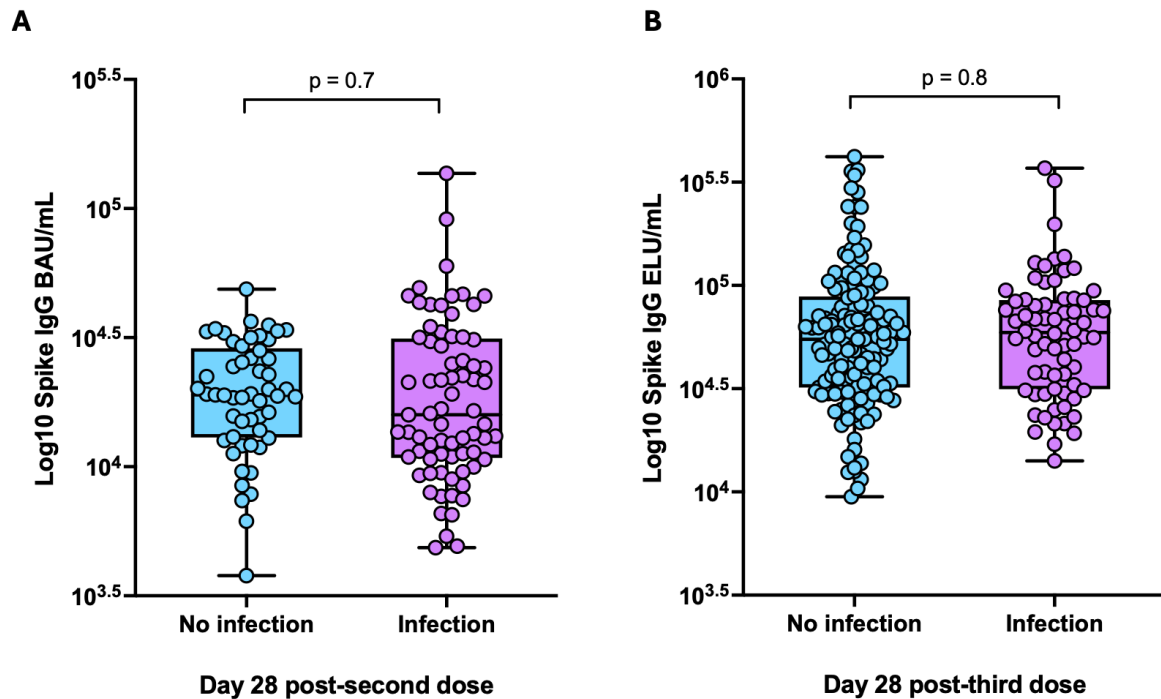 A
Log10 Spike IgG BAU/mL
10^5.5
10^5
10^4.5
10^4
10^3.5
p = 0.7
No infection
Infection
Day 28 post-second dose
B
Log10 Spike IgG ELU/mL
10^6
10^5.5
10^5
10^4.5
10^4
10^3.5
p = 0.8
No infection
Infection
Day 28 post-third dose